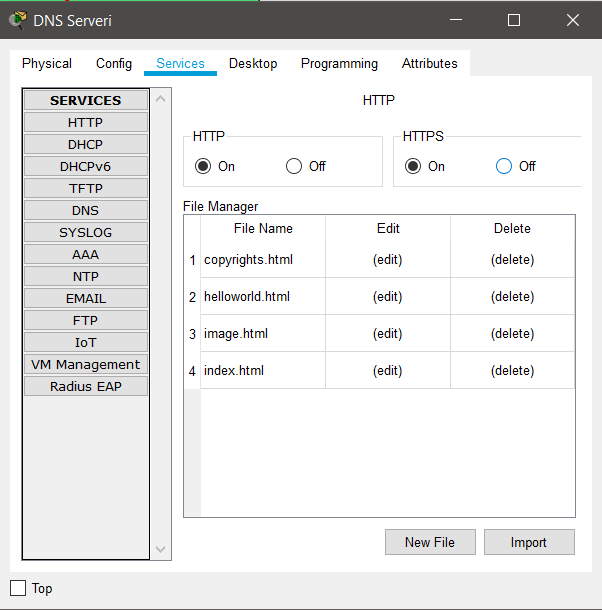 DNS Serveri
Physical Config Services Desktop Programming Attributes
SERVICES
HTTP
DHCP
DHCPv6
TFTP
DNS
SYSLOG
AAA
NTP
EMAIL
FTP
IoT
VM Management
Radius EAP
HTTP
HTTP HTTPS
On Off On Off
File Manager
File Name Edit Delete
1 copyrights.html (edit) (delete)
2 helloworld.html (edit) (delete)
3 image.html (edit) (delete)
4 index.html (edit) (delete)
New File Import
Top